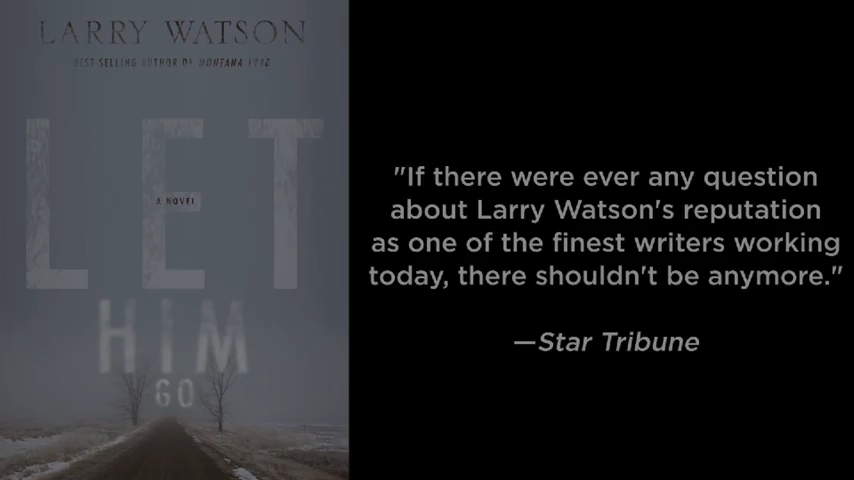 LARRY WATSON
BEST-SELLING AUTHOR OF MONTANA 1948
LET
A NOVEL
HIM
GO
"If there were ever any question
about Larry Watson's reputation
as one of the finest writers working
today, there shouldn't be anymore."
—Star Tribune